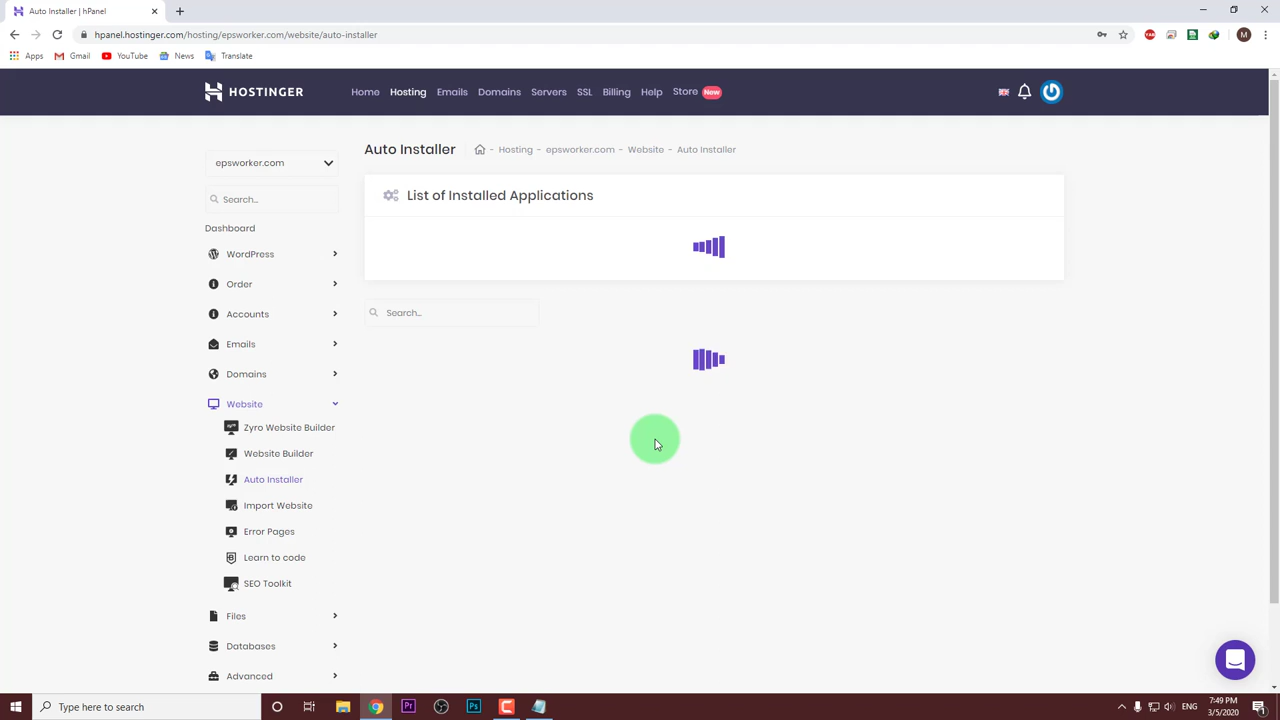 Auto Installer | hPanel
hpanel.hostinger.com/hosting/epsworker.com/website/auto-installer
M
Apps Gmail YouTube News Translate
HOSTINGER Home Hosting Emails Domains Servers SSL Billing Help Store New
epsworker.com
Auto Installer - Hosting - epsworker.com - Website - Auto Installer
Search...
List of Installed Applications
Dashboard
WordPress
Order
Accounts
Search...
Emails
Domains
Website
Zyro Website Builder
Website Builder
Auto Installer
Import Website
Error Pages
Learn to code
SEO Toolkit
Files
Databases
Advanced
Type here to search
Pr
Ps
ENG
7:49 PM
3/5/2020
1